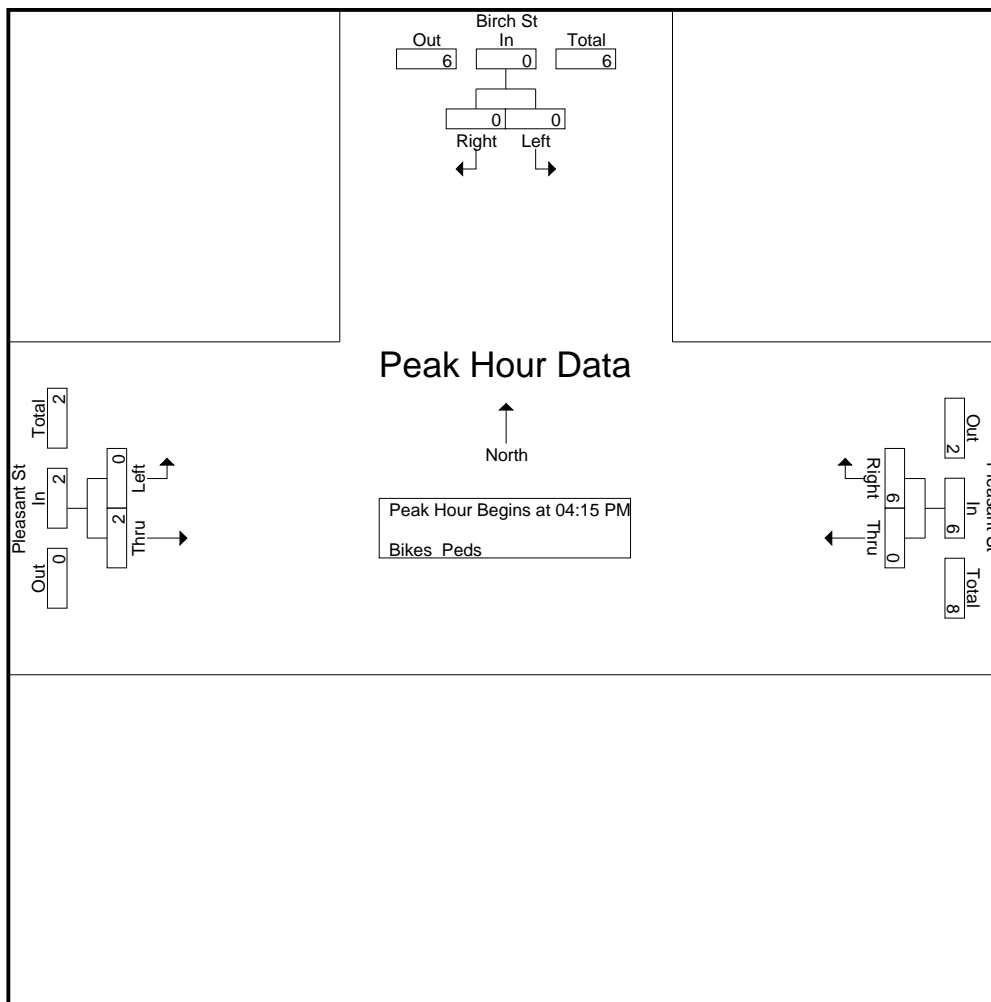 Birch St
Out In Total
6 0 6
0 0
Right Left
Peak Hour Data
North
Peak Hour Begins at 04:15 PM
Bikes Peds
Pleasant St
Out In Total
0 2 2
2 0
Thru Left
Pleasant St
Out In Total
2 6 8
6 0
Right Thru